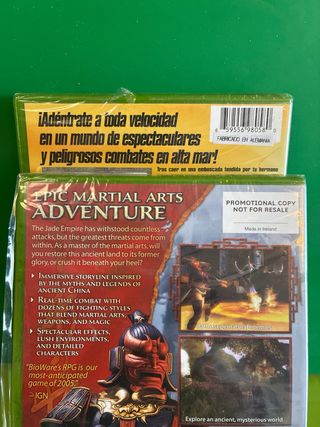 ¡Adéntrate a toda velocidad
en un mundo de espectaculares
y peligrosos combates en alta mar!
Tras caer en una emboscada tendida por tu hermano
6 59556 98058 0
FABRICADO EN ALEMANIA
EPIC MARTIAL ARTS
ADVENTURE
The Jade Empire has withstood countless
attacks, but the greatest threats come from
within. As a master of the martial arts, will
you restore this ancient land to its former
glory, or crush it beneath your heel?
Immersive storyline inspired
by the myths and legends of
Ancient China
Real-time combat with
dozens of fighting styles
that blend martial arts,
weapons, and magic
Spectacular effects,
lush environments,
and detailed
characters
"BioWare's RPG is our
most-anticipated
game of 2005."
–IGN
PROMOTIONAL COPY
NOT FOR RESALE
Made in Ireland
supernatural enemies
Explore an ancient, mysterious world